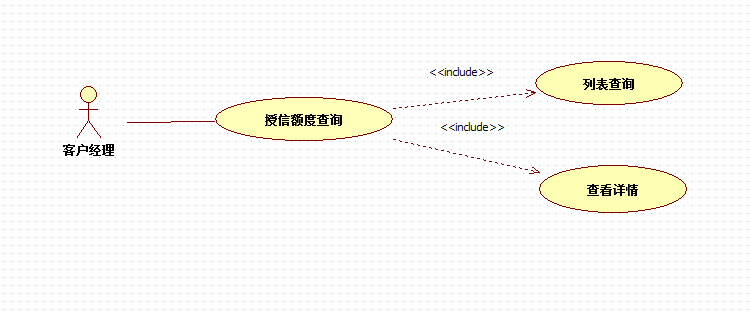 <<include>>
列表查询
授信额度查询
<<include>>
客户经理
查看详情